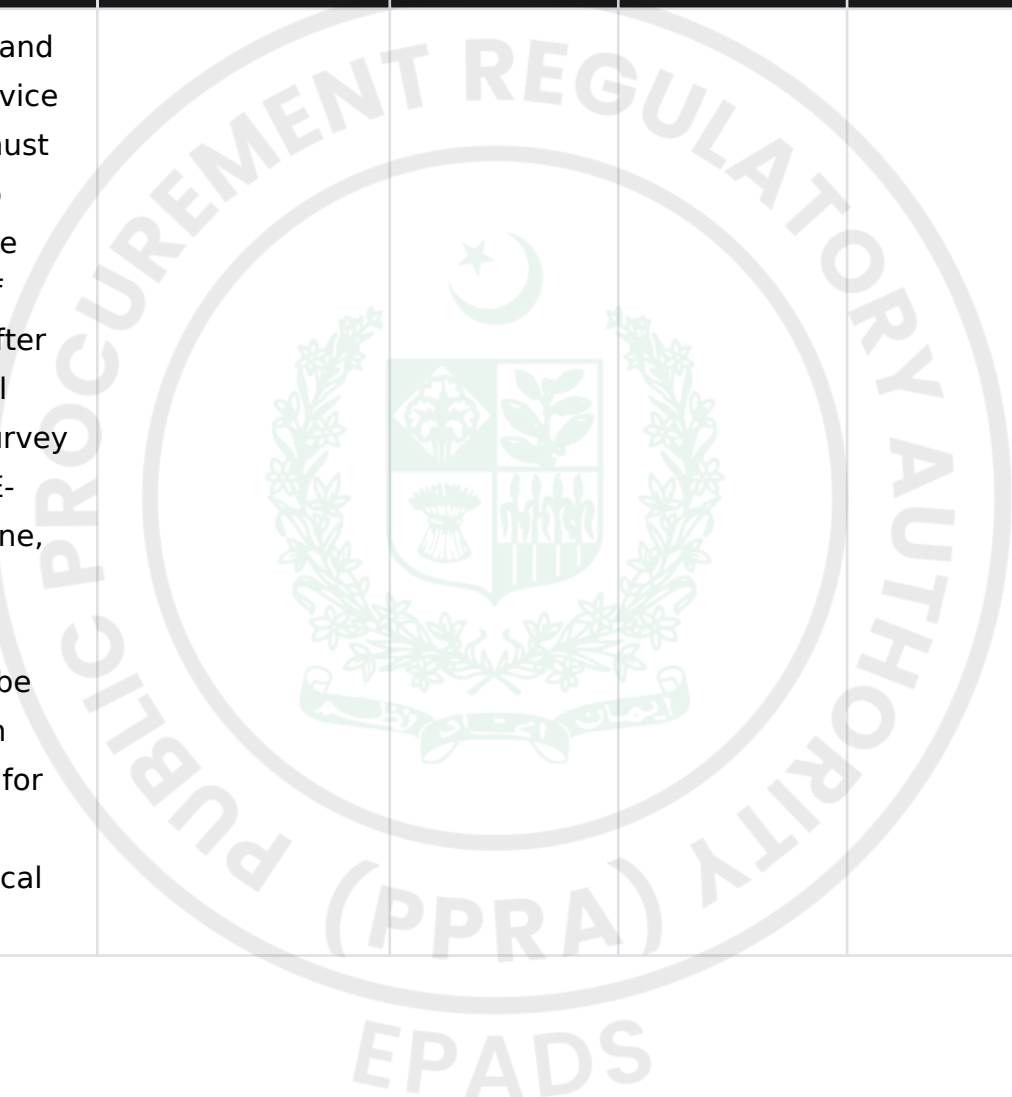 and
vice
ust
e
f
fter
l
urvey
E-
ne,
be
n
for
cal
PUBLIC PROCUREMENT REGULATORY AUTHORITY
(PPRA)
EPADS